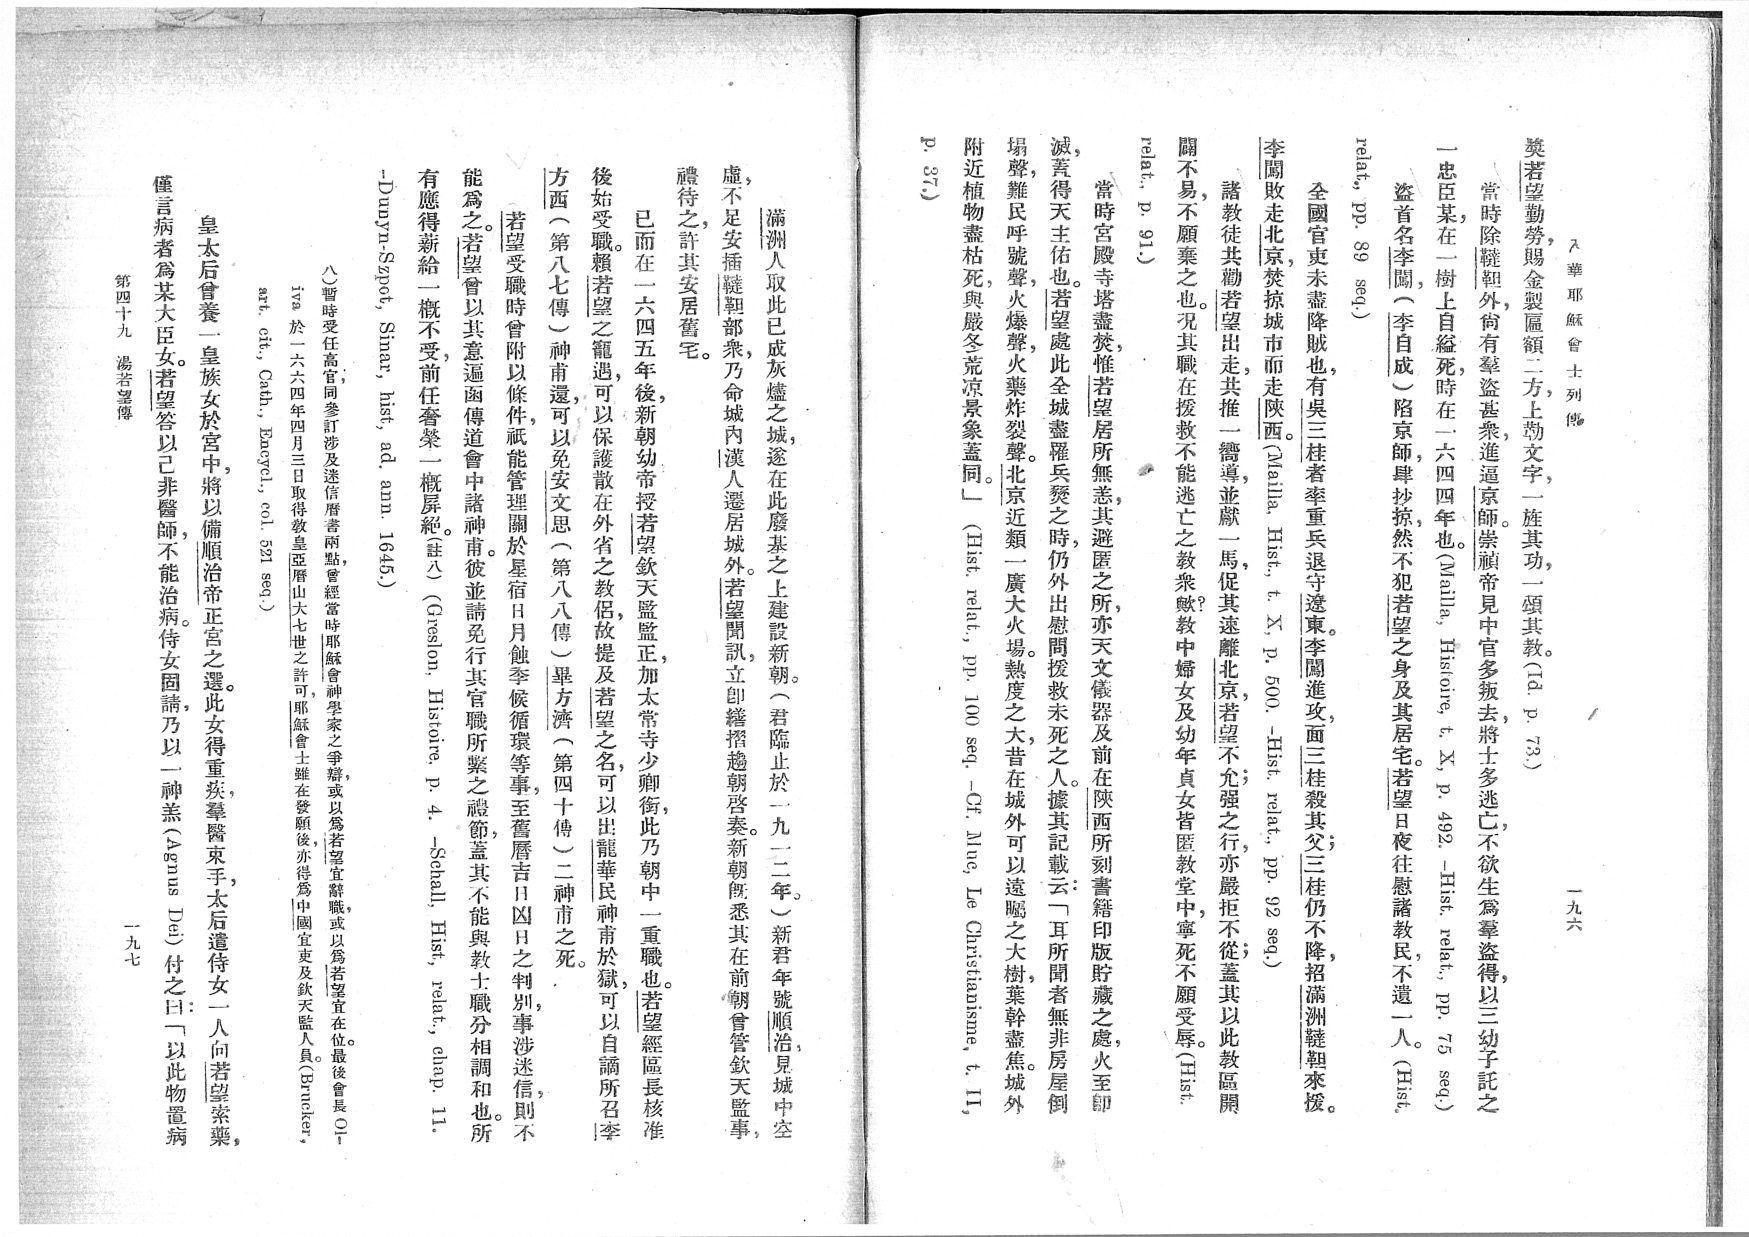 入華耶穌會士列傳
一九六
獎若望勤勞，賜金製匾額二方，上勒文字，一旌其功，一頌其教。(Id. p. 73.)
當時除韃靼外，尙有羣盜甚衆，進逼京師。崇禎帝見中官多叛去，將士多逃亡，不欲生爲羣盜得，以三幼子託之
一忠臣某，在一樹上自縊死，時在一六四四年也。(Mailla, Histoire, t. X, p. 492. -Hist. relat., pp. 75 seq.)
盜首名李闖，(李自成)陷京師，肆抄掠，然不犯若望之身及其居宅。若望日夜往慰諸教民，不遺一人。(Hist.
relat., pp. 89 seq.)
全國官吏未盡降賊也，有吳三桂者率重兵退守遼東。李闖進攻，面三桂殺其父；三桂仍不降，招滿洲韃靼來援。
李闖敗走北京，焚掠城市而走陝西。(Mailla, Hist., t. X, p. 500. -Hist. relat., pp. 92 seq.)
諸教徒共勸若望出走，共推一嚮導，並獻一馬，促其速離北京，若望不允；强之行，亦嚴拒不從；蓋其以此教區開
闢不易，不願棄之也。况其職在援救不能逃亡之教衆歟？教中婦女及幼年貞女皆匿教堂中，寧死不願受辱。(Hist.
relat., p. 91.)
當時宮殿寺塔盡焚，惟若望居所無恙，其避匿之所，亦天文儀器及前在陝西所刻書籍印版貯藏之處，火至卽
滅，蓋得天主佑也。若望處此全城盡罹兵燹之時，仍外出慰問援救未死之人。據其記載云：「耳所聞者無非房屋倒
塌聲，難民呼號聲，火爆聲，火藥炸裂聲。北京近類一廣大火場。熱度之大，昔在城外可以遠矚之大樹，葉幹盡焦。城外
附近植物盡枯死，與嚴冬荒凉景象蓋同。」 (Hist. relat., pp. 100 seq. -Cf. Muc, Le Christianisme, t. II,
p. 37.)
滿洲人取此已成灰燼之城，遂在此廢基之上建設新朝。(君臨止於一九一二年。)新君年號順治，見城中空
虛，不足安插韃靼部衆，乃命城內漢人遷居城外。若望聞訊，立卽繕摺趨朝啓奏。新朝旣悉其在前朝曾管欽天監事，
禮待之，許其安居舊宅。
已而在一六四五年後，新朝幼帝授若望欽天監監正，加太常寺少卿銜，此乃朝中一重職也。若望經區長核准
後始受職。賴若望之寵遇，可以保護散在外省之教侶，故提及若望之名，可以出龍華民神甫於獄，可以自謫所召李
方西(第八七傳)神甫還，可以免安文思(第八八傳)畢方濟(第四十傳)二神甫之死。
若望受職時曾附以條件，祇能管理關於星宿日月蝕季候循環等事，至舊曆吉日凶日之判別，事涉迷信，則不
能爲之。若望曾以其意遍函傳道會中諸神甫。彼並請免行其官職所繫之禮節，蓋其不能與教士職分相調和也。所
有應得薪給一槪不受，前任奢榮一槪屏絕。(註八) (Greslon, Histoire, p. 4. -Schall, Hist, relat., chap. 11.
-Dunyn-Szpot, Sinar, hist, ad. ann. 1645.)
八)暫時受任高官，同參訂涉及迷信曆書兩點，曾經當時耶穌會神學家之爭辯，或以爲若望宜辭職，或以爲若望宜在位。最後會長 Ol-
iva 於一六六四年四月三日取得教皇亞曆山大七世之許可，耶穌會士雖在發願後，亦得爲中國官吏及欽天監人員。(Brucker,
art. cit., Cath., Encycl., col. 521 seq.)
皇太后曾養一皇族女於宮中，將以備順治帝正宮之選。此女得重疾，羣醫束手，太后遣侍女一人向若望索藥，
僅言病者爲某大臣女。若望答以己非醫師，不能治病。侍女固請，乃以一神羔(Agnus Dei)付之曰：「以此物置病
第四十九 湯若望傳
一九七